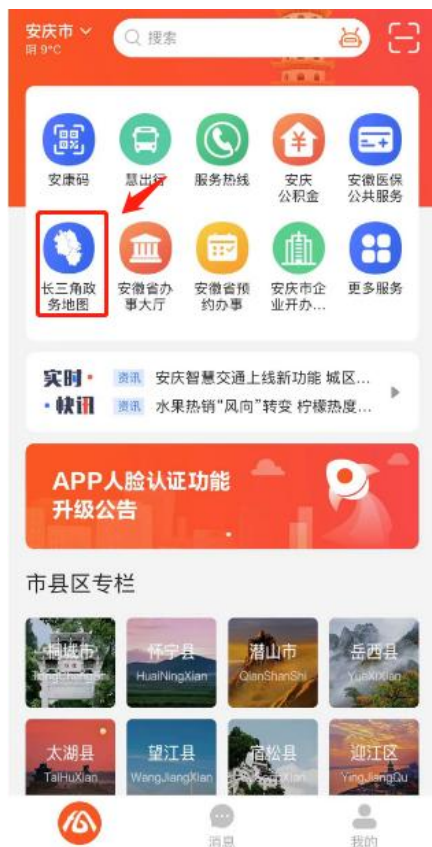 安庆市
阴 9°C
搜索
安康码
慧出行
服务热线
安庆
公积金
安徽医保
公共服务
长三角政
务地图
安徽省办
事大厅
安徽省预
约办事
安庆市企
业开办...
更多服务
实时
快讯
资讯 安庆智慧交通上线新功能 城区...
资讯 水果热销“风向”转变 柠檬热度...
APP人脸认证功能
升级公告
市县区专栏
桐城市
怀宁县
HuaiNingXian
潜山市
QianShanShi
岳西县
YueXiXian
太湖县
TaiHuXian
望江县
WangJiangXian
宿松县
迎江区
YingJiangQu
消息
我的